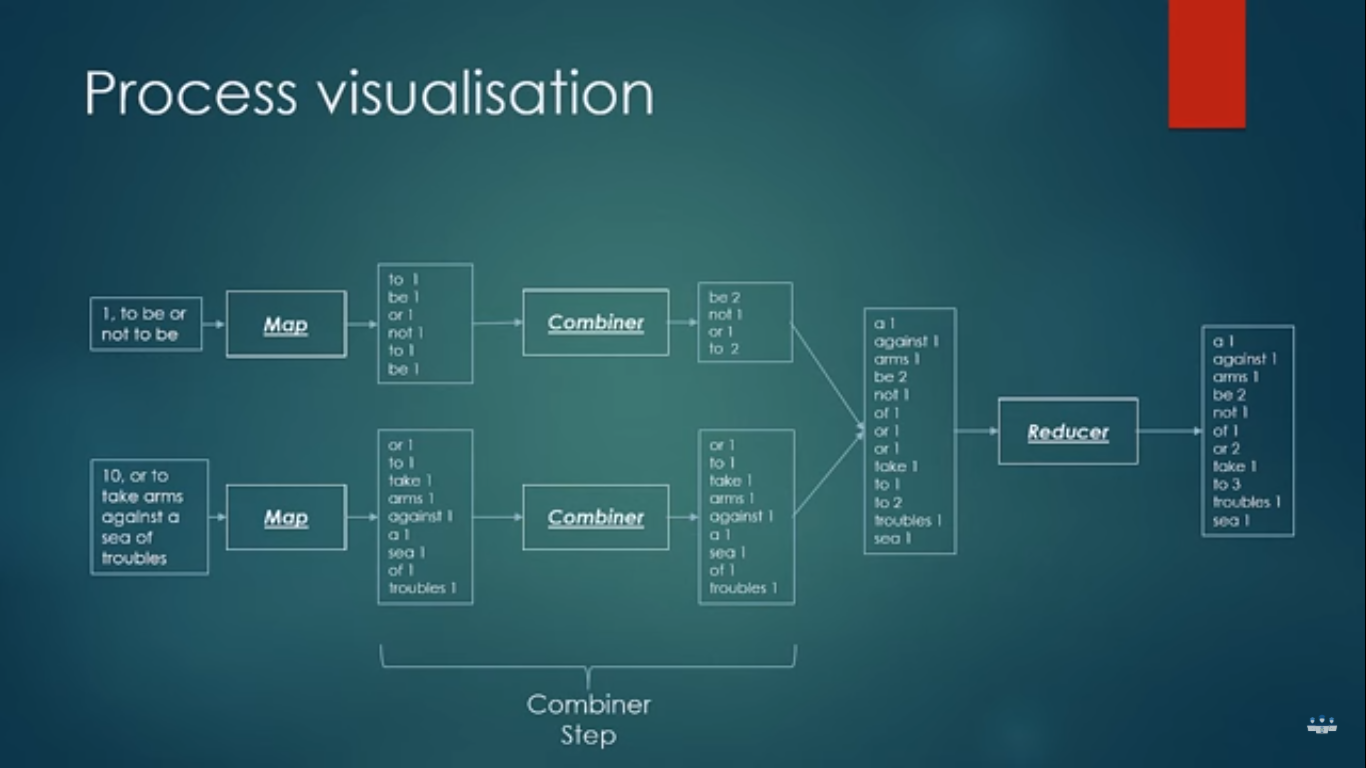 Process visualisation
1, to be or
not to be
Map
to 1
be 1
or 1
not 1
to 1
be 1
Combiner
be 2
not 1
or 1
to 2
10, or to
take arms
against a
sea of
troubles
Map
or 1
to 1
take 1
arms 1
against 1
a 1
sea 1
of 1
troubles 1
Combiner
or 1
to 1
take 1
arms 1
against 1
a 1
sea 1
of 1
troubles 1
a 1
against 1
arms 1
be 2
not 1
of 1
or 1
or 1
take 1
to 1
to 2
troubles 1
sea 1
Reducer
a 1
against 1
arms 1
be 2
not 1
of 1
or 2
take 1
to 3
troubles 1
sea 1
Combiner
Step